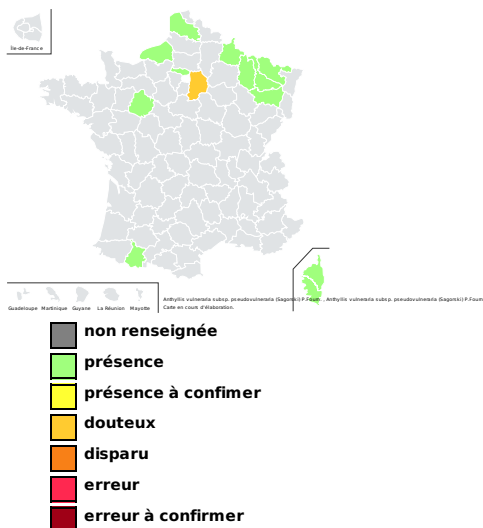 Île-de-France
Guadeloupe Martinique Guyane La Réunion Mayotte
Anthyllis vulneraria subsp. pseudovulneraria (Sagorski) P.Fourn. , Anthyllis vulneraria subsp. pseudovulneraria (Sagorski) P.Fourn
Carte en cours d'élaboration.
non renseignée
présence
présence à confimer
douteux
disparu
erreur
erreur à confirmer